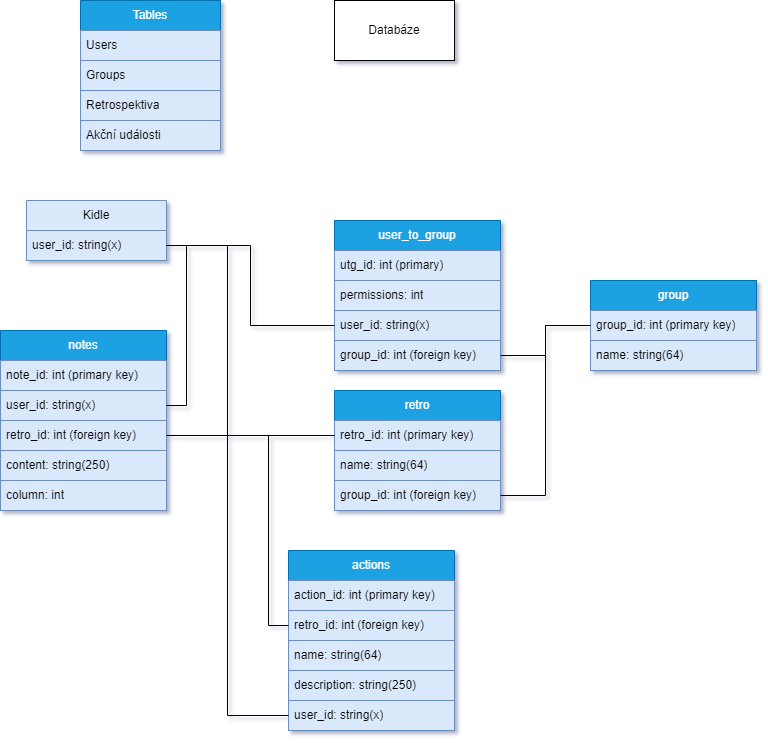 Tables
Users
Groups
Retrospektiva
Akční události
Databáze
Kidle
user_id: string(x)
user_to_group
utg_id: int (primary)
permissions: int
user_id: string(x)
group_id: int (foreign key)
group
group_id: int (primary key)
name: string(64)
notes
note_id: int (primary key)
user_id: string(x)
retro_id: int (foreign key)
content: string(250)
column: int
retro
retro_id: int (primary key)
name: string(64)
group_id: int (foreign key)
actions
action_id: int (primary key)
retro_id: int (foreign key)
name: string(64)
description: string(250)
user_id: string(x)